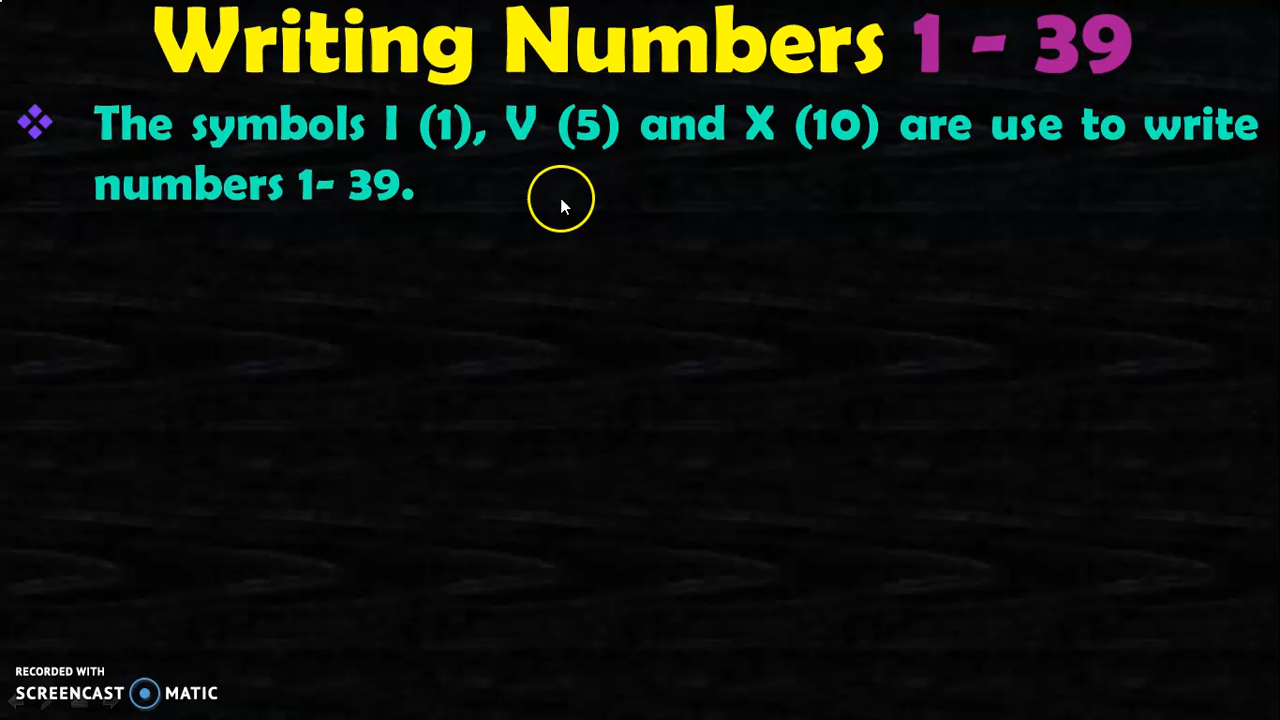 Writing Numbers 1 - 39
The symbols I (1), V (5) and X (10) are use to write
numbers 1- 39.
RECORDED WITH
SCREENCAST MATIC